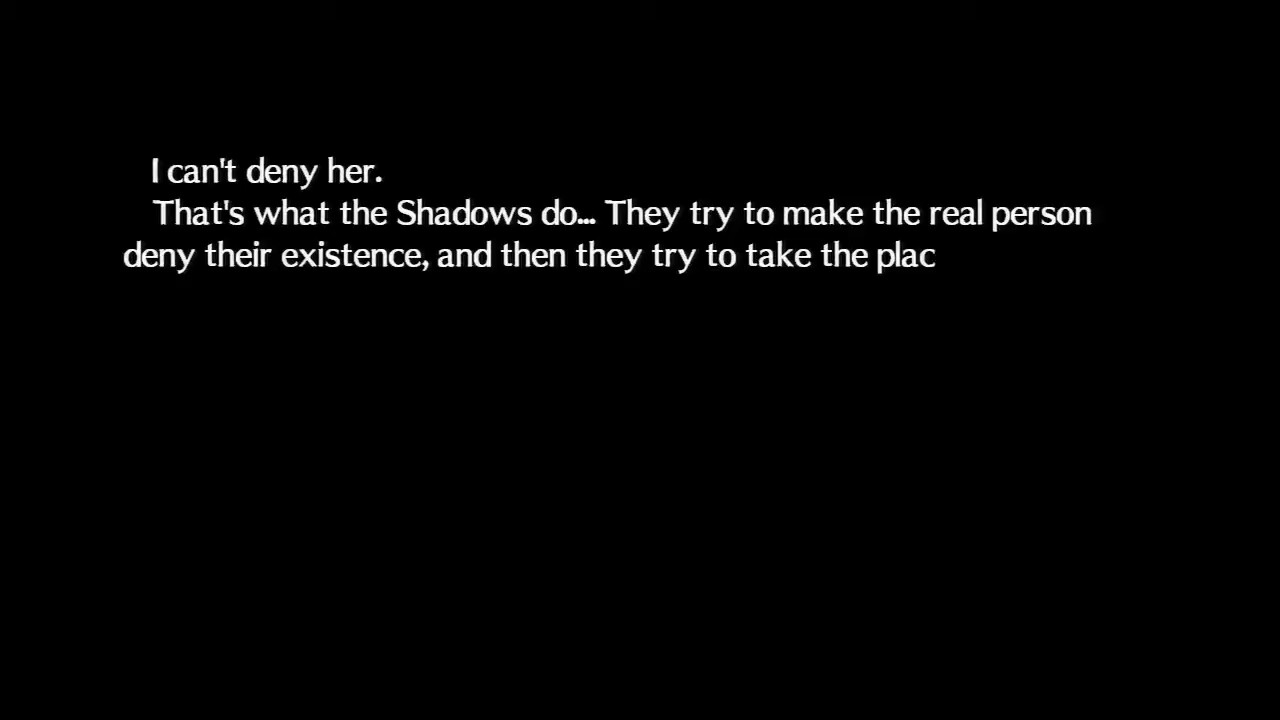 I can't deny her.
That's what the Shadows do... They try to make the real person
deny their existence, and then they try to take the plac